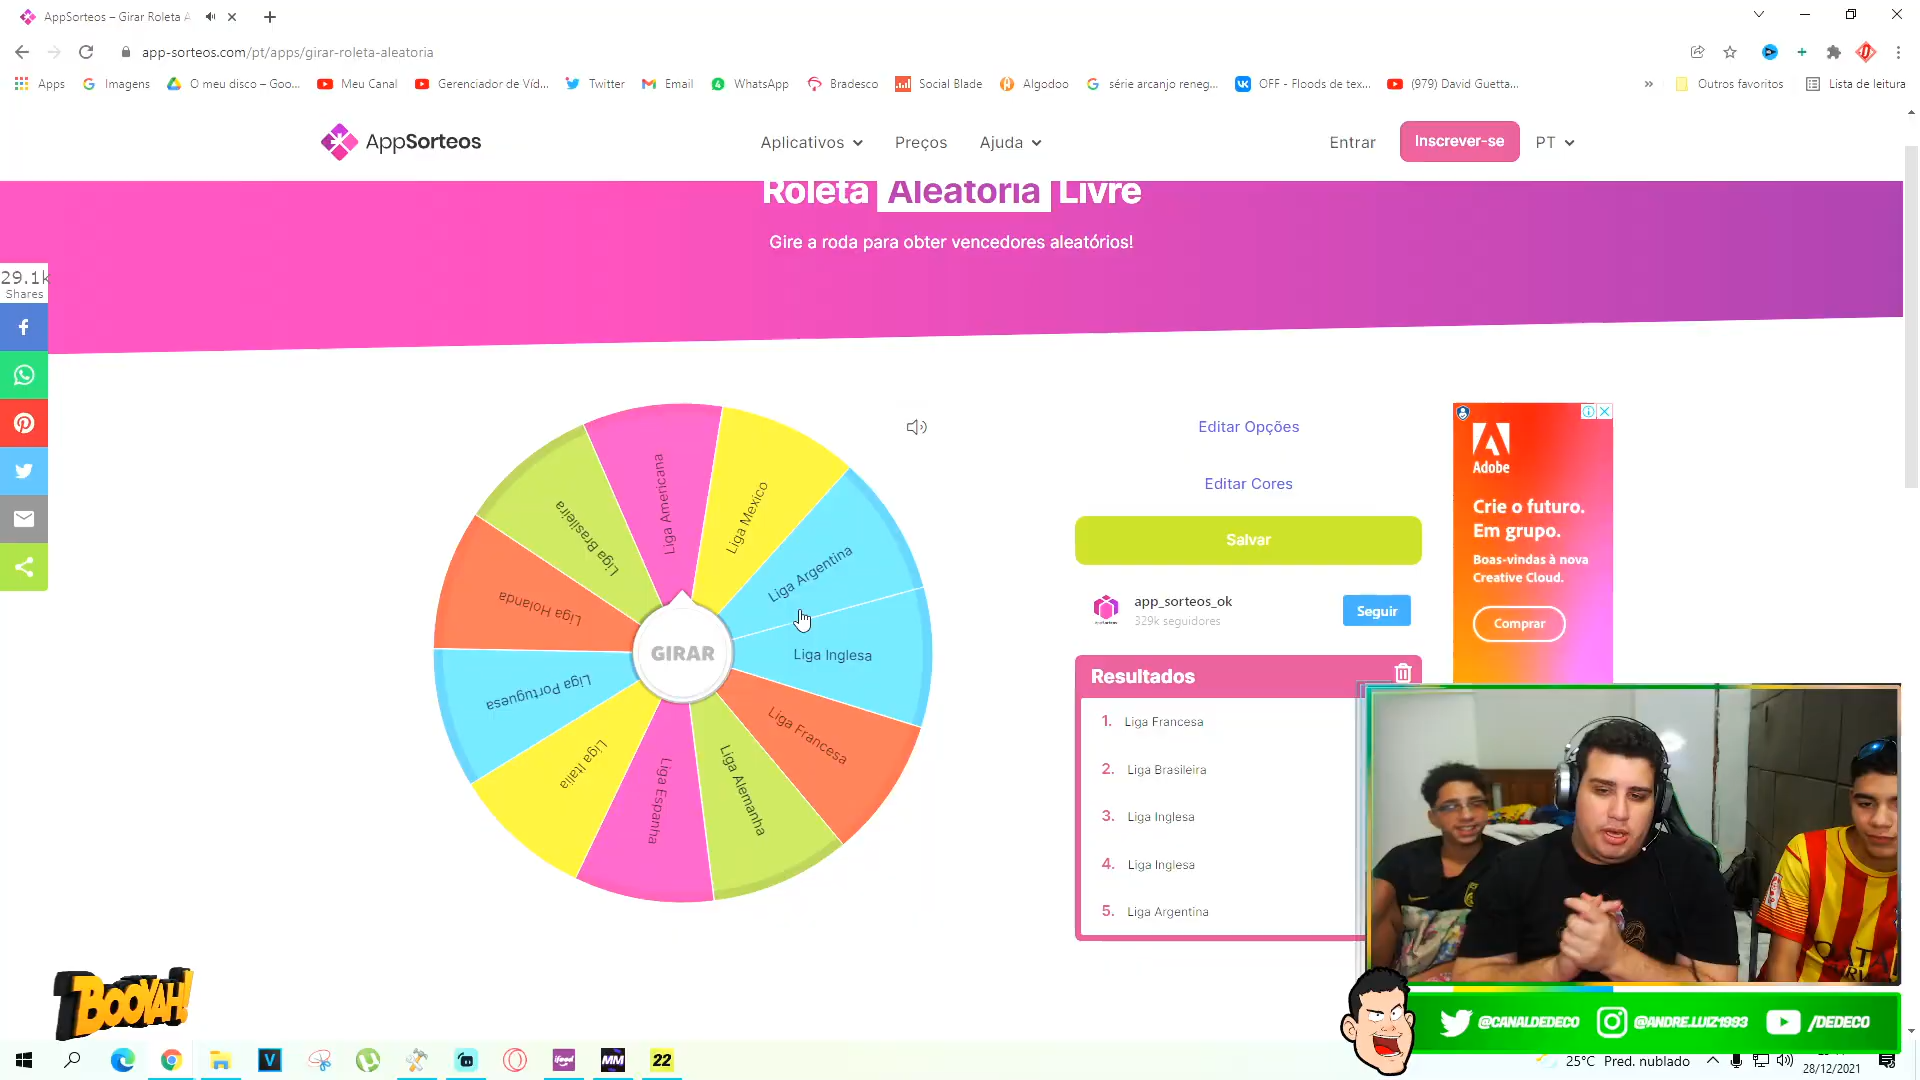 AppSorteos – Girar Roleta A
app-sorteos.com/pt/apps/girar-roleta-aleatoria
Apps
Imagens
O meu disco – Goo...
Meu Canal
Gerenciador de Víd...
Twitter
Email
WhatsApp
Bradesco
Social Blade
Algodoo
série arcanjo reneg...
OFF - Floods de tex...
(979) David Guetta...
»
Outros favoritos
Lista de leitura
AppSorteos
Aplicativos
Preços
Ajuda
Entrar
Inscrever-se
PT
Roleta Aleatoria Livre
Gire a roda para obter vencedores aleatórios!
29.1k
Shares
Liga Americana
Liga Mexico
Liga Argentina
Liga Inglesa
Liga Francesa
Liga Alemanha
Liga Espanha
Liga Italia
Liga Portuguesa
Liga Holanda
Liga Brasileira
GIRAR
Editar Opções
Editar Cores
Salvar
app_sorteos_ok
329k seguidores
Seguir
Resultados
1. Liga Francesa
2. Liga Brasileira
3. Liga Inglesa
4. Liga Inglesa
5. Liga Argentina
Adobe
Crie o futuro.
Em grupo.
Boas-vindas à nova
Creative Cloud.
Comprar
BOOYAH!
@CANALDEDECO
@ANDRE.LUIZ1993
/DEDECO
ifood
MM
22
25°C Pred. nublado
28/12/2021